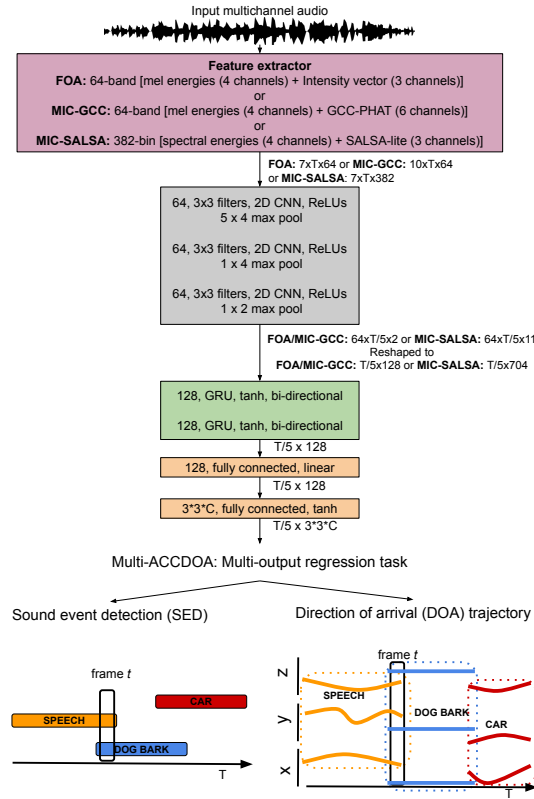 Input multichannel audio
Feature extractor
FOA: 64-band [mel energies (4 channels) + Intensity vector (3 channels)]
or
MIC-GCC: 64-band [mel energies (4 channels) + GCC-PHAT (6 channels)]
or
MIC-SALSA: 382-bin [spectral energies (4 channels) + SALSA-lite (3 channels)]
FOA: 7xTx64 or MIC-GCC: 10xTx64
or MIC-SALSA: 7xTx382
64, 3x3 filters, 2D CNN, ReLUs
5 x 4 max pool
64, 3x3 filters, 2D CNN, ReLUs
1 x 4 max pool
64, 3x3 filters, 2D CNN, ReLUs
1 x 2 max pool
FOA/MIC-GCC: 64xT/5x2 or MIC-SALSA: 64xT/5x11
Reshaped to
FOA/MIC-GCC: T/5x128 or MIC-SALSA: T/5x704
128, GRU, tanh, bi-directional
128, GRU, tanh, bi-directional
T/5 x 128
128, fully connected, linear
T/5 x 128
3*3*C, fully connected, tanh
T/5 x 3*3*C
Multi-ACCDOA: Multi-output regression task
Sound event detection (SED)
frame t
CAR
SPEECH
DOG BARK
T
Direction of arrival (DOA) trajectory
frame t
z
SPEECH
y
DOG BARK
CAR
x
T